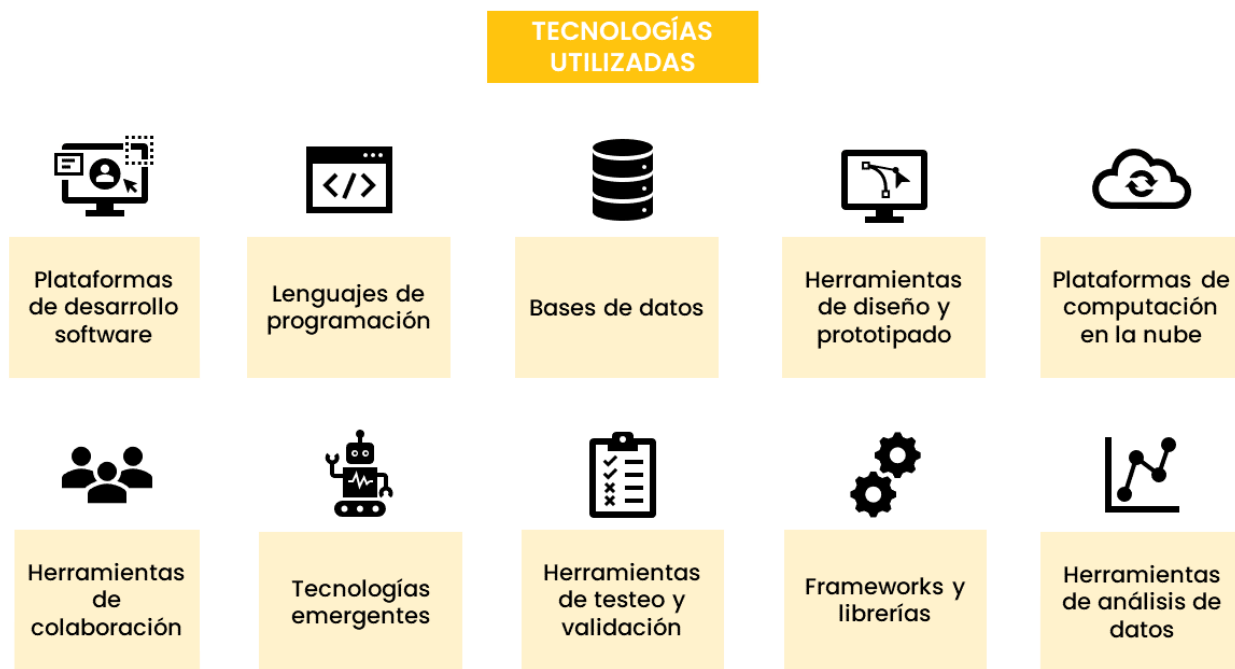 TECNOLOGÍAS
UTILIZADAS
Plataformas
de desarrollo
software
Lenguajes de
programación
Bases de datos
Herramientas
de diseño y
prototipado
Plataformas de
computación
en la nube
Herramientas
de
colaboración
Tecnologías
emergentes
Herramientas
de testeo y
validación
Frameworks y
librerías
Herramientas
de análisis de
datos